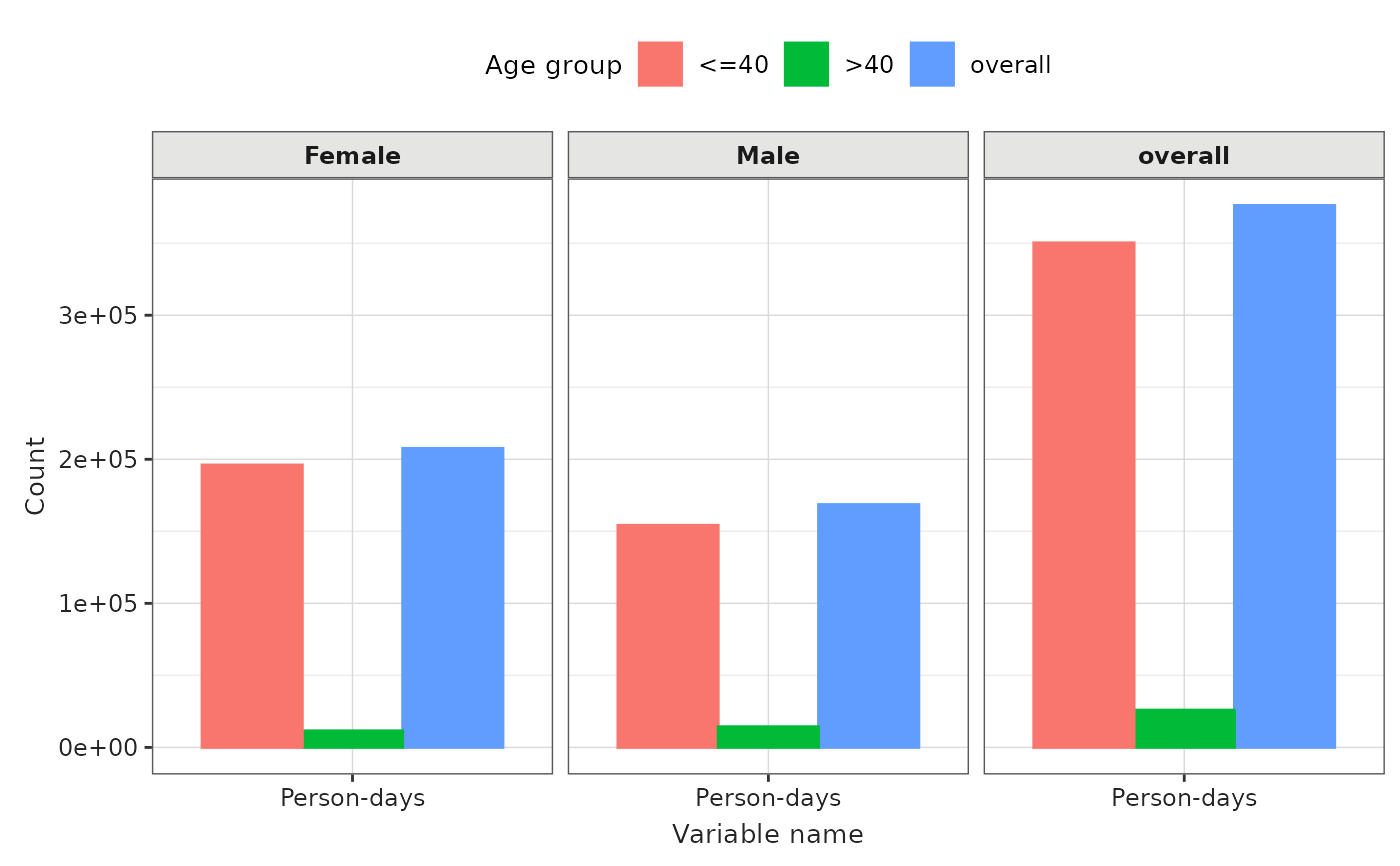 Age group <=40 >40 overall
Female Male overall
3e+05
2e+05
1e+05
0e+00
Count
Person-days Person-days Person-days
Variable name